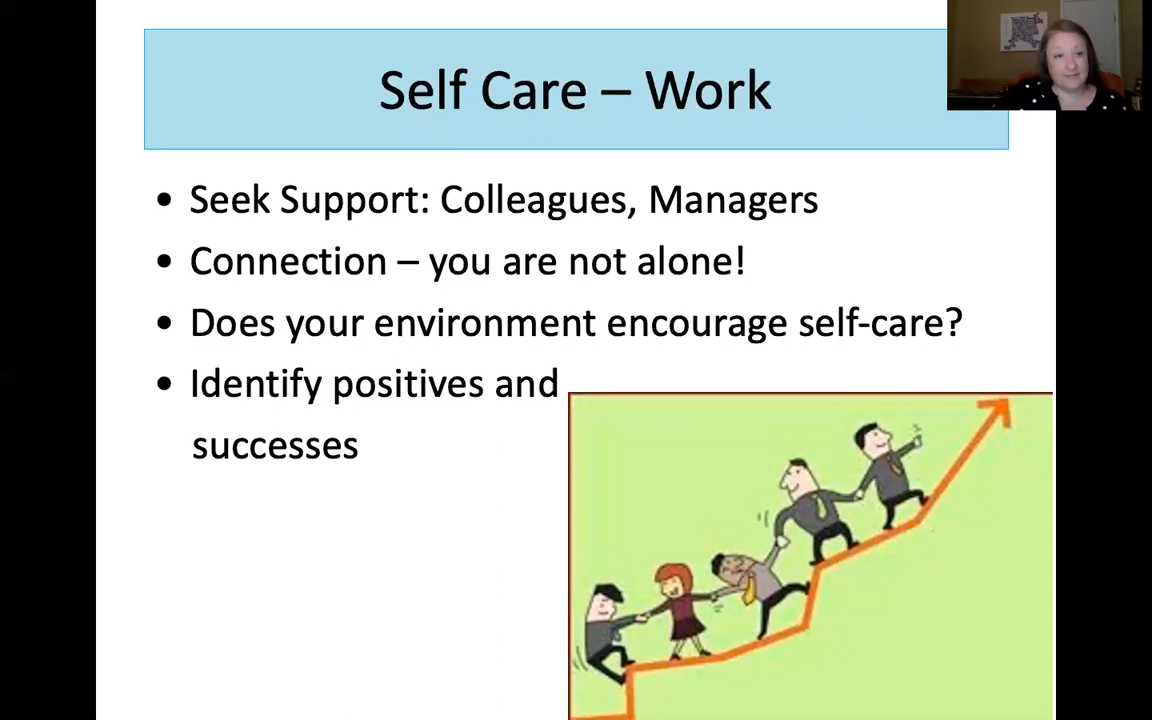 Self Care – Work
• Seek Support: Colleagues, Managers
• Connection – you are not alone!
• Does your environment encourage self-care?
• Identify positives and
successes